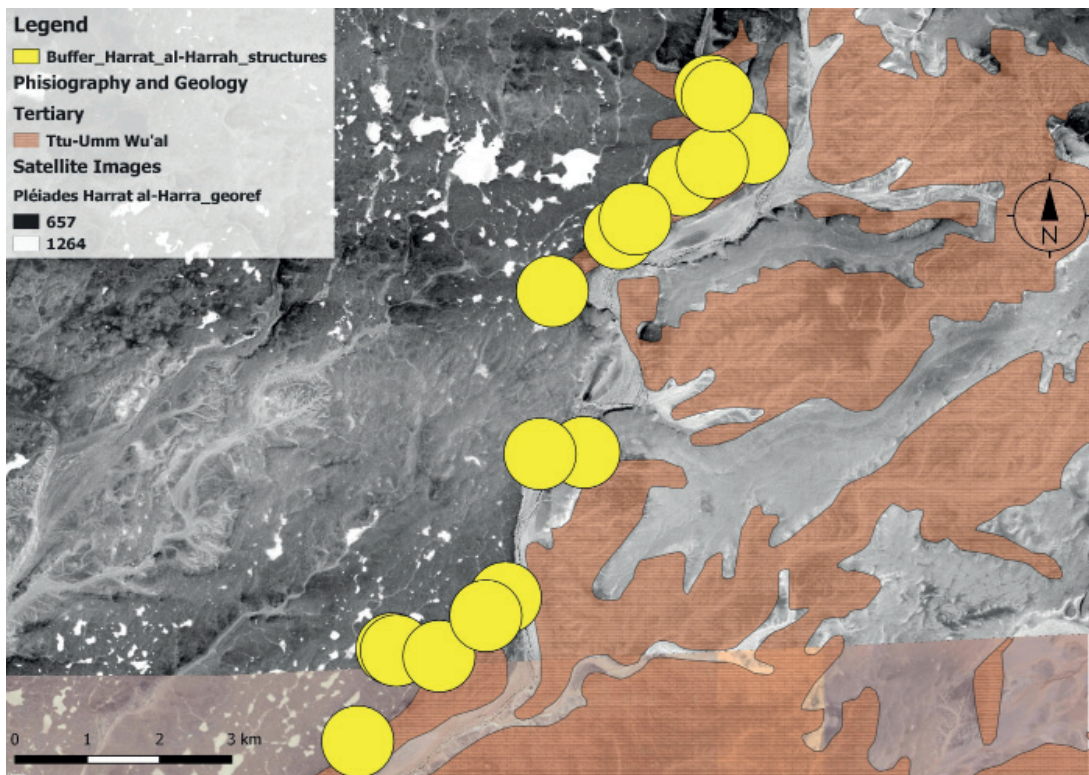 Legend
Buffer_Harrat_al-Harrah_structures
Phisiography and Geology
Tertiary
Ttu-Umm Wu'al
Satellite Images
Pléiades Harrat al-Harra_georef
657
1264
N
0 1 2 3 km